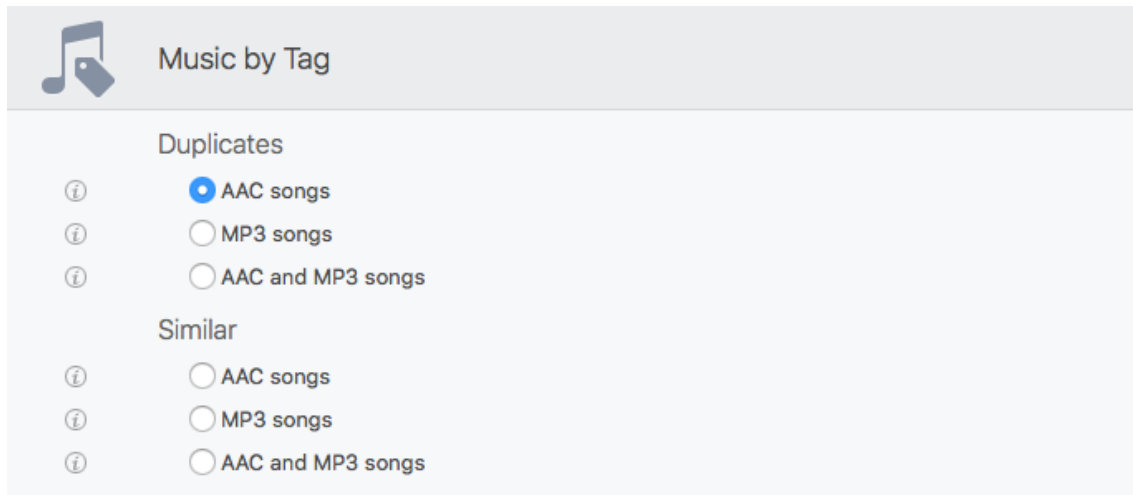 Music by Tag
Duplicates
AAC songs
MP3 songs
AAC and MP3 songs
Similar
AAC songs
MP3 songs
AAC and MP3 songs